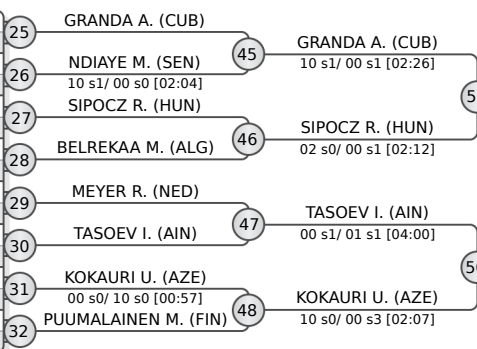 GRANDA A. (CUB)
25
45
GRANDA A. (CUB)
10 s1/ 00 s1 [02:26]
NDIAYE M. (SEN)
26
10 s1/ 00 s0 [02:04]
SIPOCZ R. (HUN)
27
46
SIPOCZ R. (HUN)
02 s0/ 00 s1 [02:12]
BELREKAA M. (ALG)
28
MEYER R. (NED)
29
47
TASOEV I. (AIN)
00 s1/ 01 s1 [04:00]
TASOEV I. (AIN)
30
KOKAURI U. (AZE)
31
00 s0/ 10 s0 [00:57]
48
KOKAURI U. (AZE)
10 s0/ 00 s3 [02:07]
PUUMALAINEN M. (FIN)
32